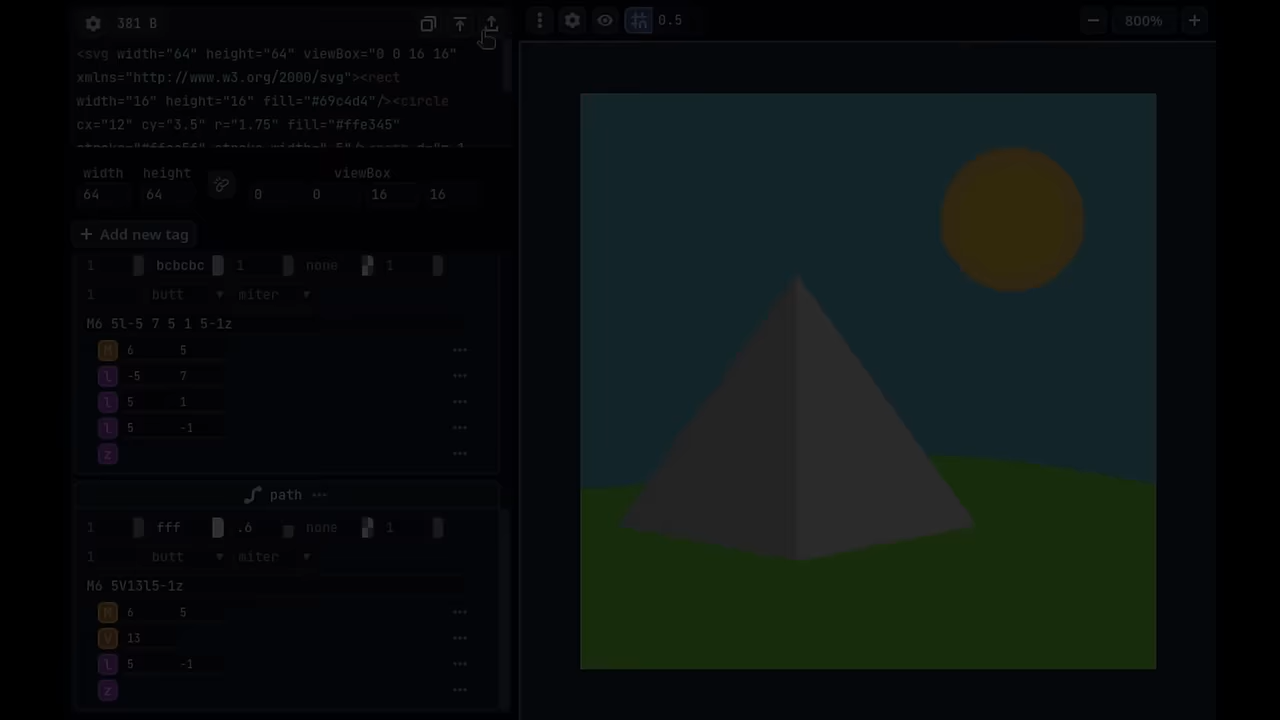 381 B
0.5
800%
<svg width="64" height="64" viewBox="0 0 16 16"
xmlns="http://www.w3.org/2000/svg"><rect
width="16" height="16" fill="#69c4d4"/><circle
cx="12" cy="3.5" r="1.75" fill="#ffe345"
width height viewBox
64 64 0 0 16 16
Add new tag
1 bcbcbc 1 none 1
1 butt miter
M6 5l-5 7 5 1 5-1z
M 6 5
l -5 7
l 5 1
l 5 -1
z
path
1 fff .6 none 1
1 butt miter
M6 5V13l5-1z
M 6 5
V 13
l 5 -1
z